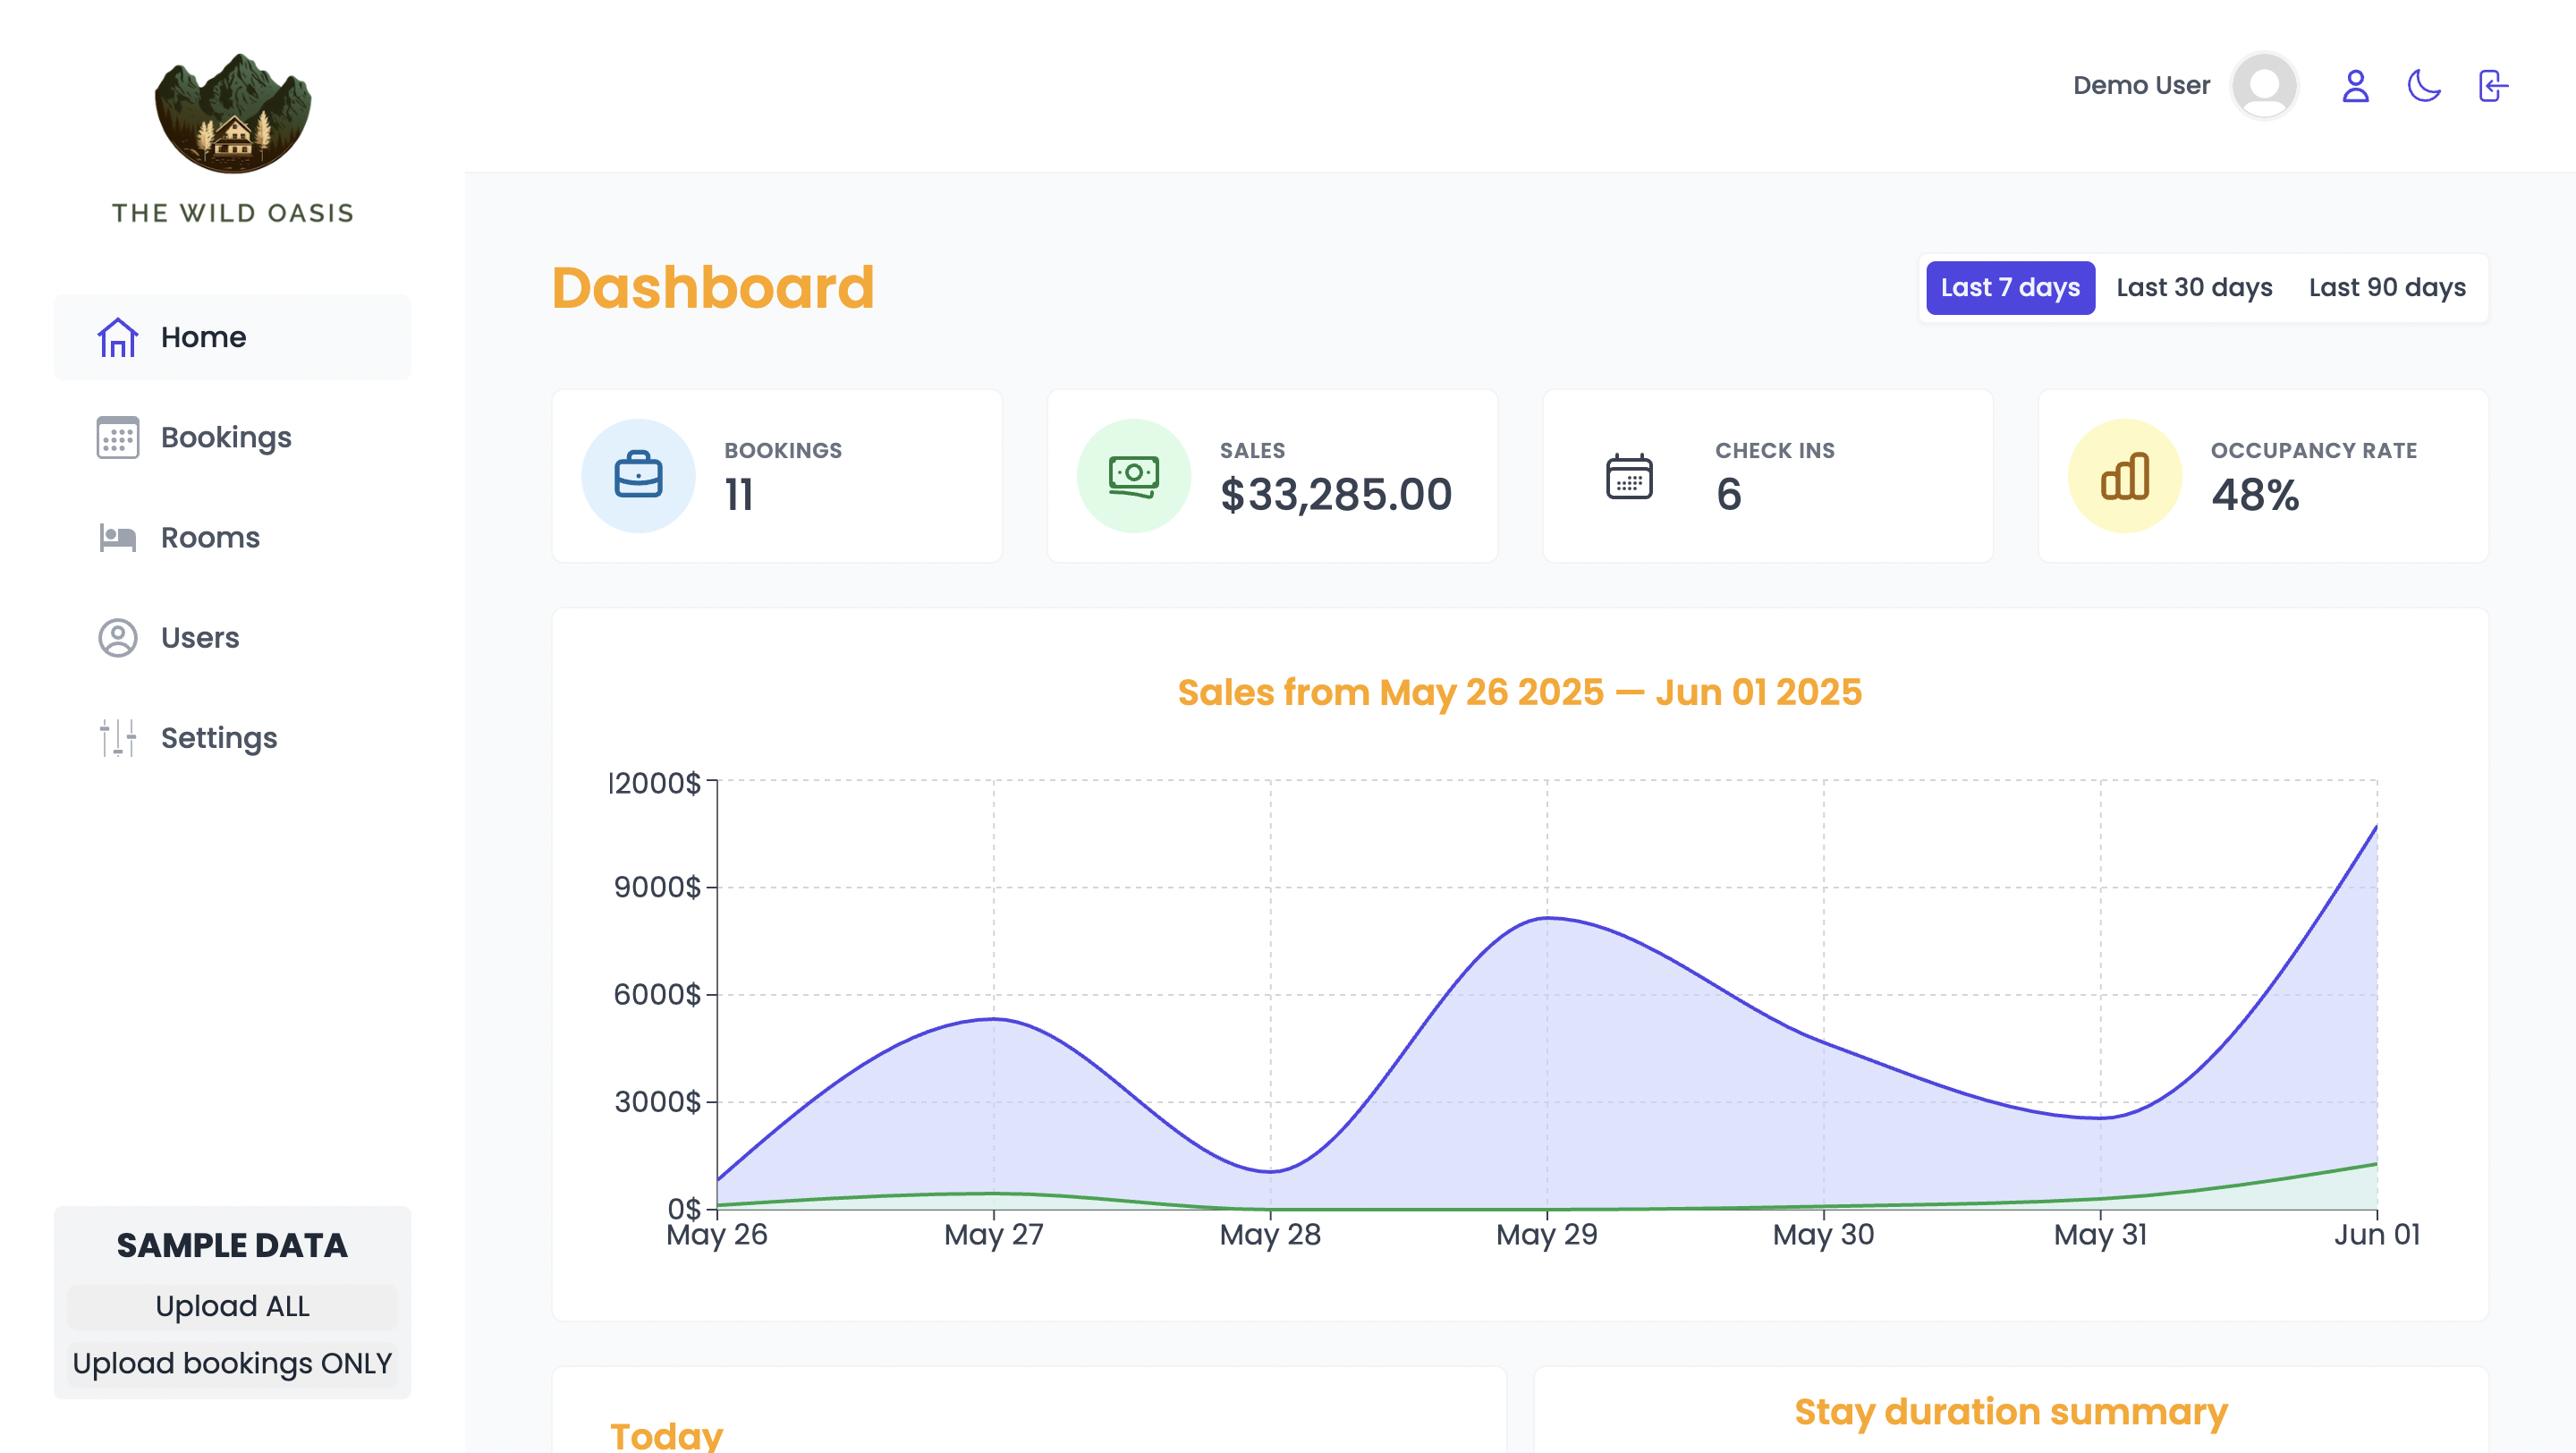 THE WILD OASIS
Home
Bookings
Rooms
Users
Settings
SAMPLE DATA
Upload ALL
Upload bookings ONLY
Demo User
Dashboard
Last 7 days Last 30 days Last 90 days
BOOKINGS
11
SALES
$33,285.00
CHECK INS
6
OCCUPANCY RATE
48%
Sales from May 26 2025 — Jun 01 2025
12000$
9000$
6000$
3000$
0$
May 26 May 27 May 28 May 29 May 30 May 31 Jun 01
Today
Stay duration summary